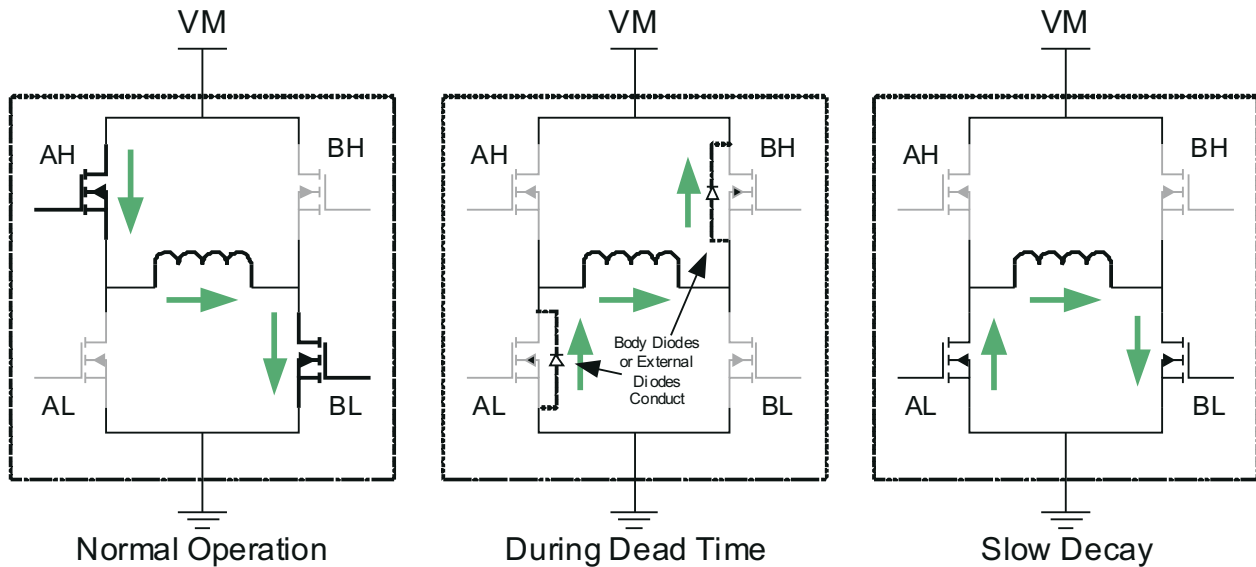 VM
VM
VM
AH
BH
AH
BH
AH
BH
Body Diodes
or External
Diodes
Conduct
AL
BL
AL
BL
AL
BL
Normal Operation
During Dead Time
Slow Decay